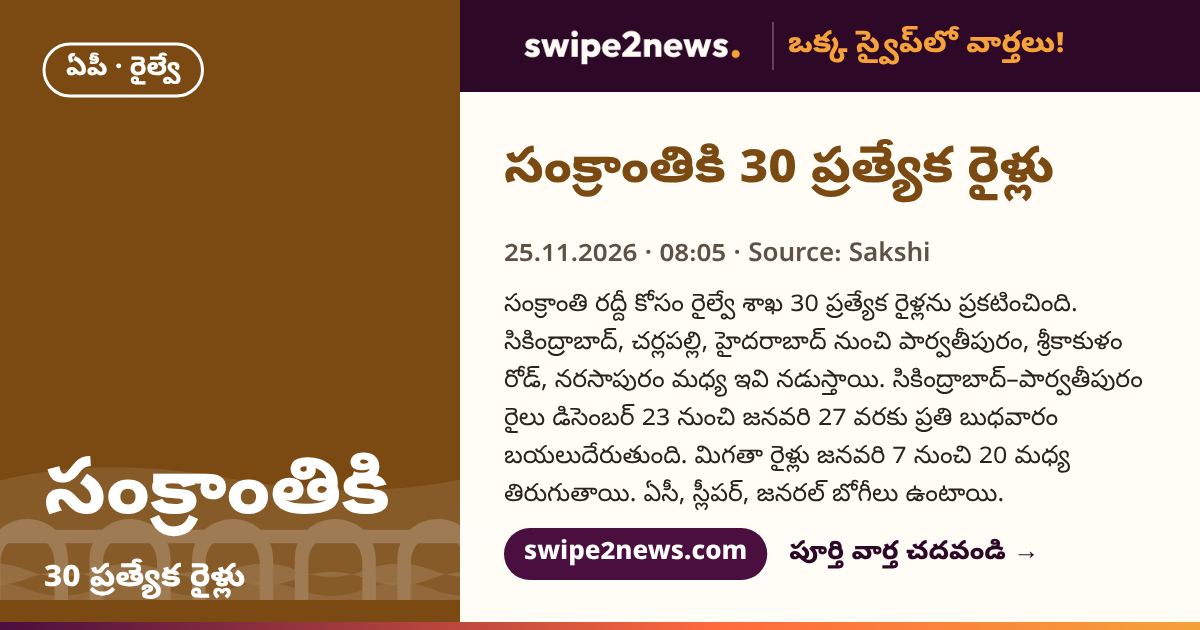 ఏపీ · రైల్వే
సంక్రాంతికి
30 ప్రత్యేక రైళ్లు
swipe2news.
ఒక్క స్వైప్‌లో వార్తలు!
సంక్రాంతికి 30 ప్రత్యేక రైళ్లు
25.11.2026 · 08:05 · Source: Sakshi
సంక్రాంతి రద్దీ కోసం రైల్వే శాఖ 30 ప్రత్యేక రైళ్లను ప్రకటించింది.
సికింద్రాబాద్, చర్లపల్లి, హైదరాబాద్ నుంచి పార్వతీపురం, శ్రీకాకుళం
రోడ్, నరసాపురం మధ్య ఇవి నడుస్తాయి. సికింద్రాబాద్–పార్వతీపురం
రైలు డిసెంబర్ 23 నుంచి జనవరి 27 వరకు ప్రతి బుధవారం
బయలుదేరుతుంది. మిగతా రైళ్లు జనవరి 7 నుంచి 20 మధ్య
తిరుగుతాయి. ఏసీ, స్లీపర్, జనరల్ బోగీలు ఉంటాయి.
swipe2news.com
పూర్తి వార్త చదవండి →